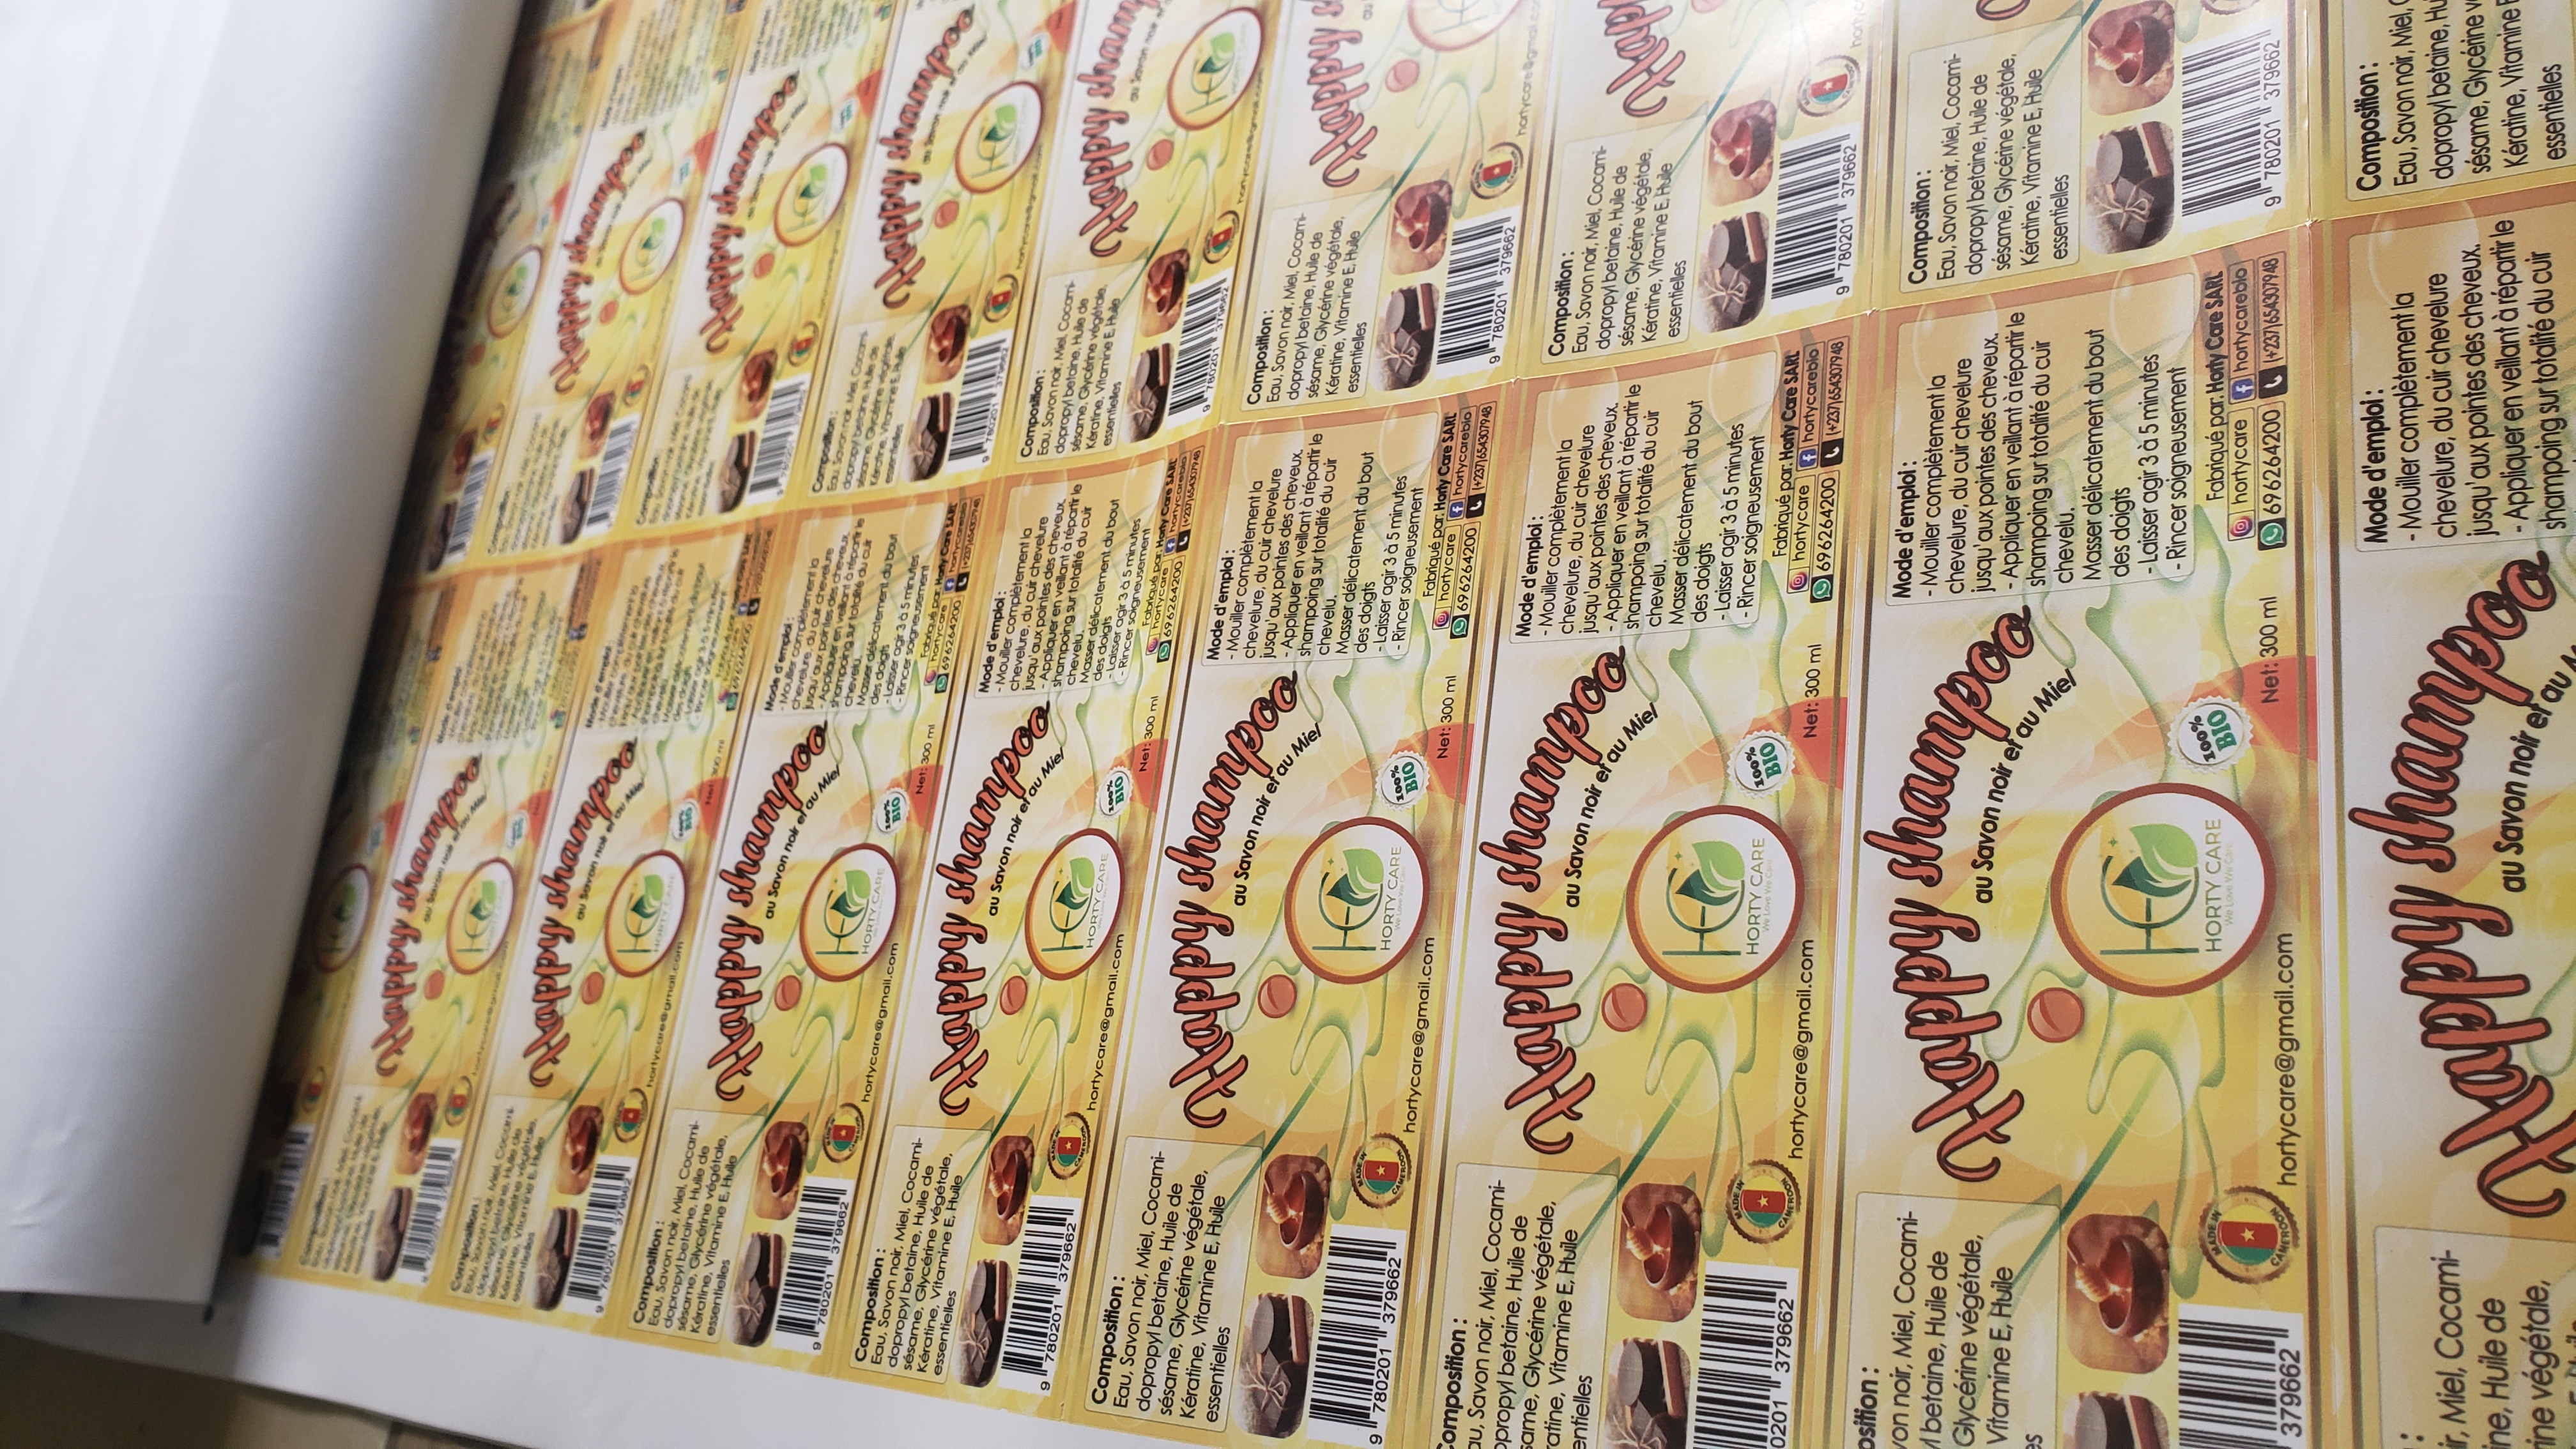 Composition :
Eau, Savon noir, Miel, Cocami-
dopropyl betaine, Huile de
sésame, Glycérine végétale,
Kératine, Vitamine E, Huile
essentielles
9 780201 379662
MADE IN
CAMEROON
Happy shampoo
au Savon noir et au Miel
HORTY CARE
We Love We Care
hortycare@gmail.com
100%
BIO
Net: 300 ml
Mode d'emploi :
- Mouiller complètement la
chevelure, du cuir chevelure
jusqu'aux pointes des cheveux.
- Appliquer en veillant à répartir le
shampoing sur totalité du cuir
chevelu.
Masser délicatement du bout
des doigts
- Laisser agir 3 à 5 minutes
- Rincer soigneusement
Fabriqué par: Horty Care SARL
hortycare hortycarebio
696264200 (+237)654307948